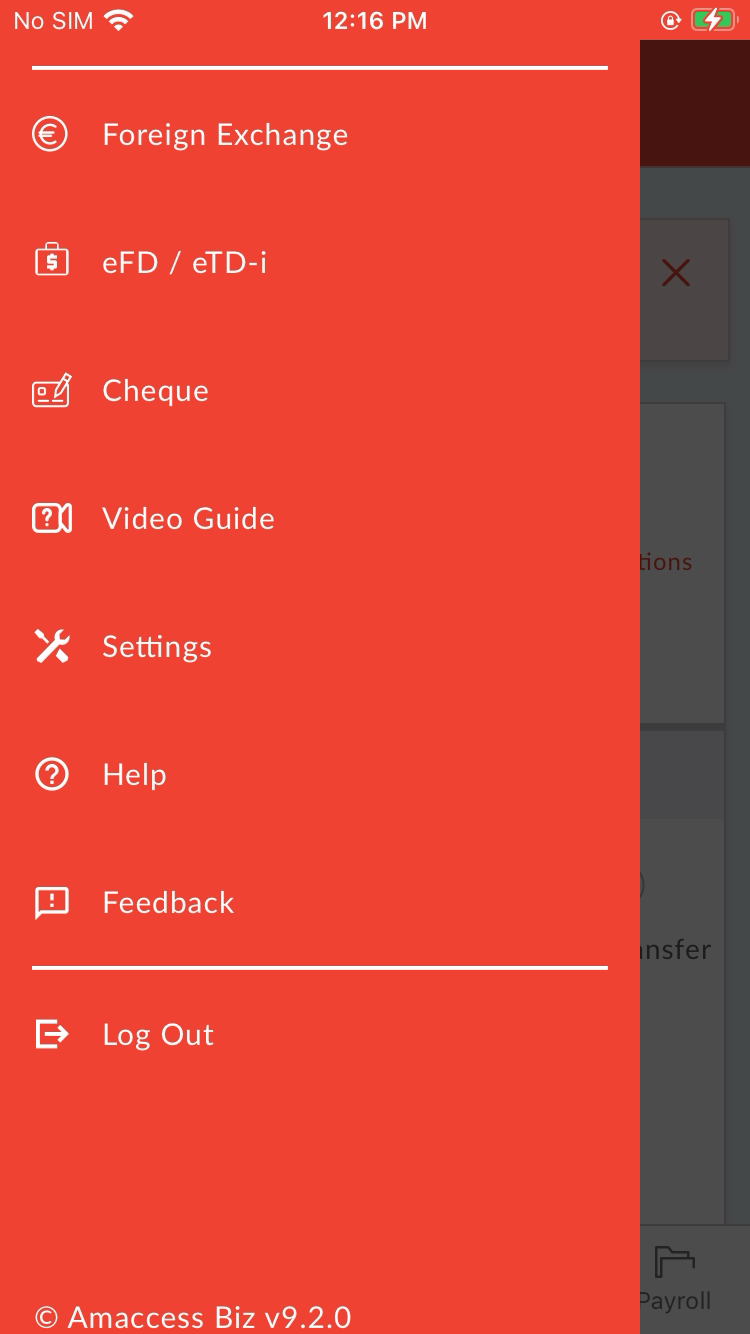 No SIM 12:16 PM
Foreign Exchange
eFD / eTD-i
Cheque
Video Guide
tions
Settings
Help
Feedback
ansfer
Log Out
Payroll
© Amaccess Biz v9.2.0